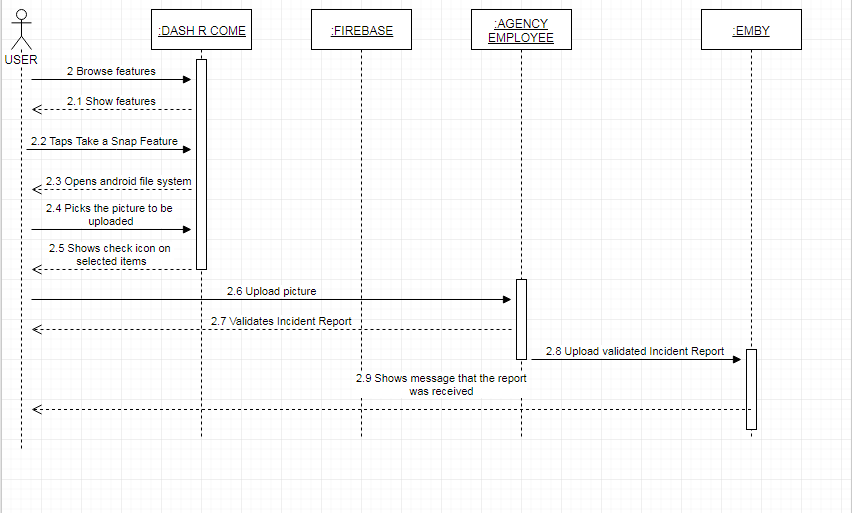 :DASH R COME
:FIREBASE
:AGENCY
EMPLOYEE
:EMBY
USER
2 Browse features
2.1 Show features
2.2 Taps Take a Snap Feature
2.3 Opens android file system
2.4 Picks the picture to be
uploaded
2.5 Shows check icon on
selected items
2.6 Upload picture
2.7 Validates Incident Report
2.8 Upload validated Incident Report
2.9 Shows message that the report
was received